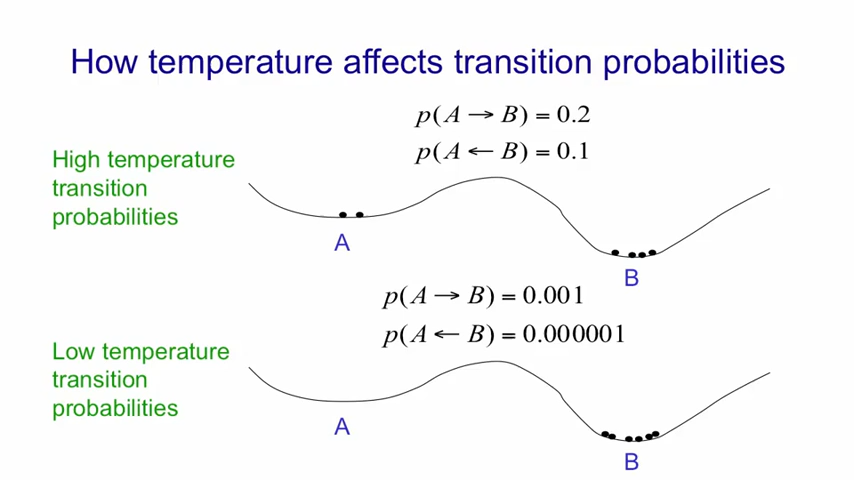 How temperature affects transition probabilities
p(A → B) = 0.2
p(A ← B) = 0.1
High temperature
transition
probabilities
A
B
p(A → B) = 0.001
p(A ← B) = 0.000001
Low temperature
transition
probabilities
A
B